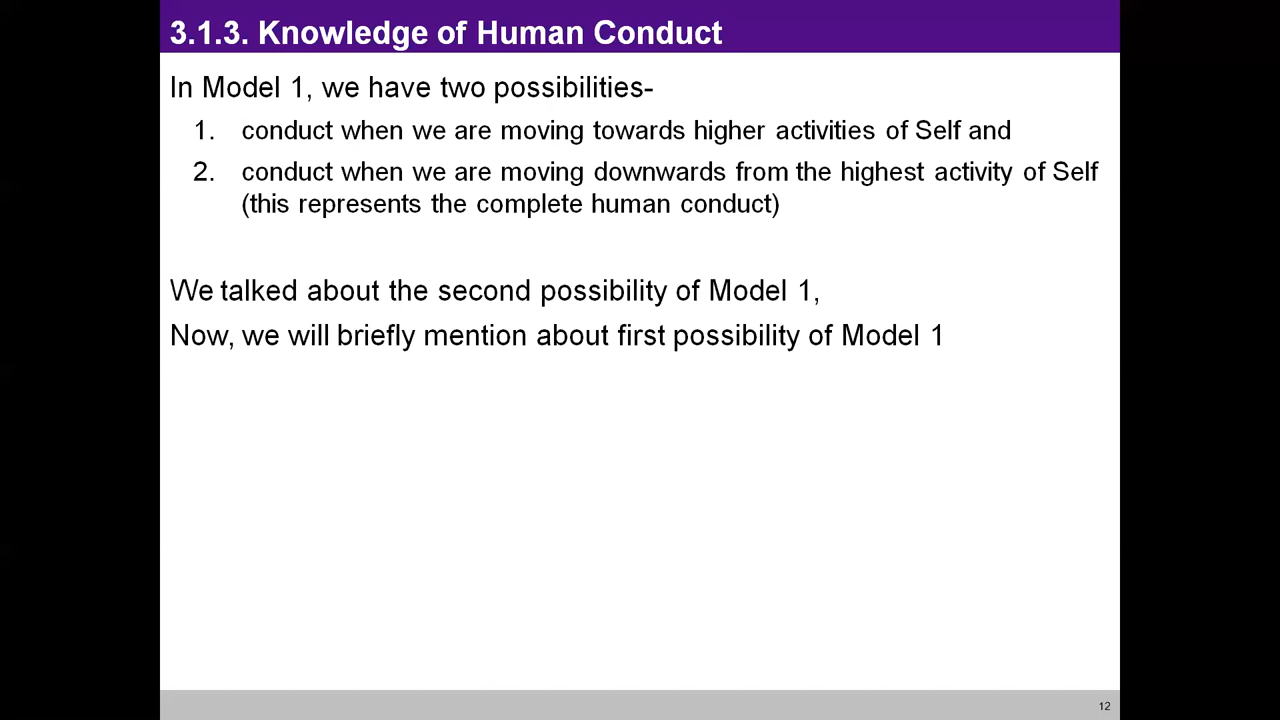 3.1.3. Knowledge of Human Conduct
In Model 1, we have two possibilities-
1. conduct when we are moving towards higher activities of Self and
2. conduct when we are moving downwards from the highest activity of Self
(this represents the complete human conduct)
We talked about the second possibility of Model 1,
Now, we will briefly mention about first possibility of Model 1
12